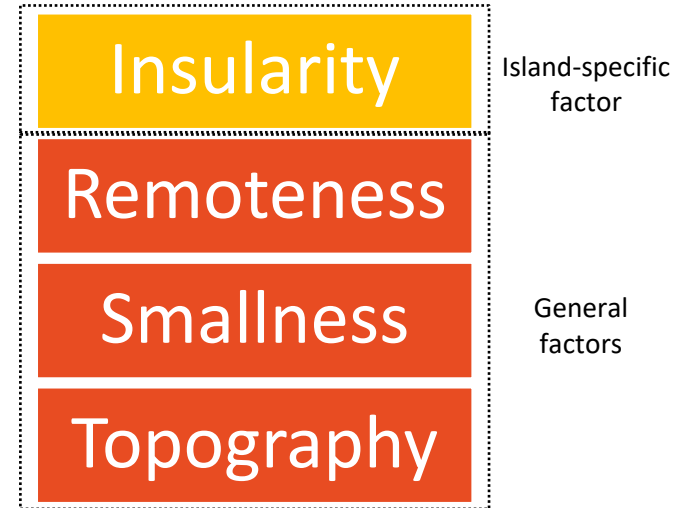 Insularity
Island-specific
factor
Remoteness
Smallness
General
factors
Topography